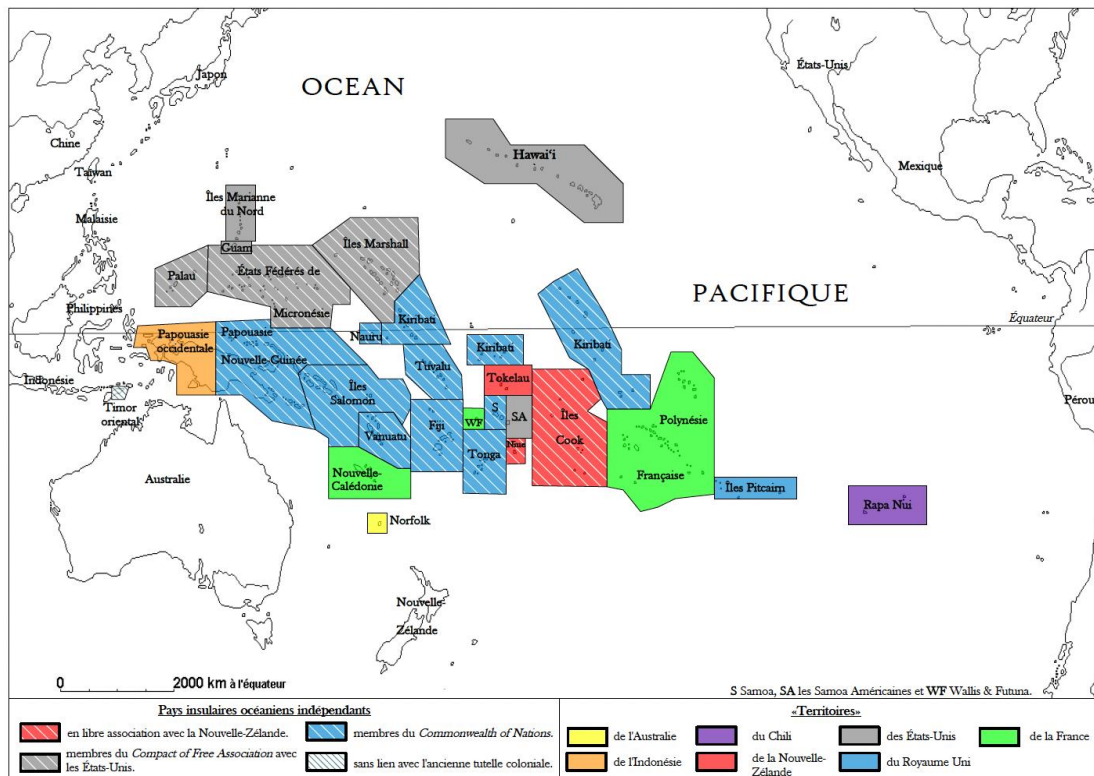 OCEAN
PACIFIQUE
Japon
Chine
Taïwan
Malaisie
Philippines
Indonésie
Timor
oriental
Australie
Nouvelle-
Zélande
États-Unis
Mexique
Pérou
Équateur
Hawai‘i
Îles Marianne
du Nord
Guam
Palau
États Fédérés de
Micronésie
Îles Marshall
Kiribati
Nauru
Papouasie
occidentale
Papouasie
Nouvelle-Guinée
Îles
Salomon
Tuvalu
Kiribati
Kiribati
Tokelau
WF
S
SA
Vanuatu
Fiji
Tonga
Niue
Îles
Cook
Polynésie
Française
Nouvelle-
Calédonie
Norfolk
Îles Pitcairn
Rapa Nui
0 2000 km à l'équateur
S Samoa, SA les Samoa Américaines et WF Wallis & Futuna.
Pays insulaires océaniens indépendants
en libre association avec la Nouvelle-Zélande.
membres du Compact of Free Association avec
les États-Unis.
membres du Commonwealth of Nations.
sans lien avec l'ancienne tutelle coloniale.
«Territoires»
de l'Australie
de l'Indonésie
du Chili
de la Nouvelle-
Zélande
des États-Unis
du Royaume Uni
de la France